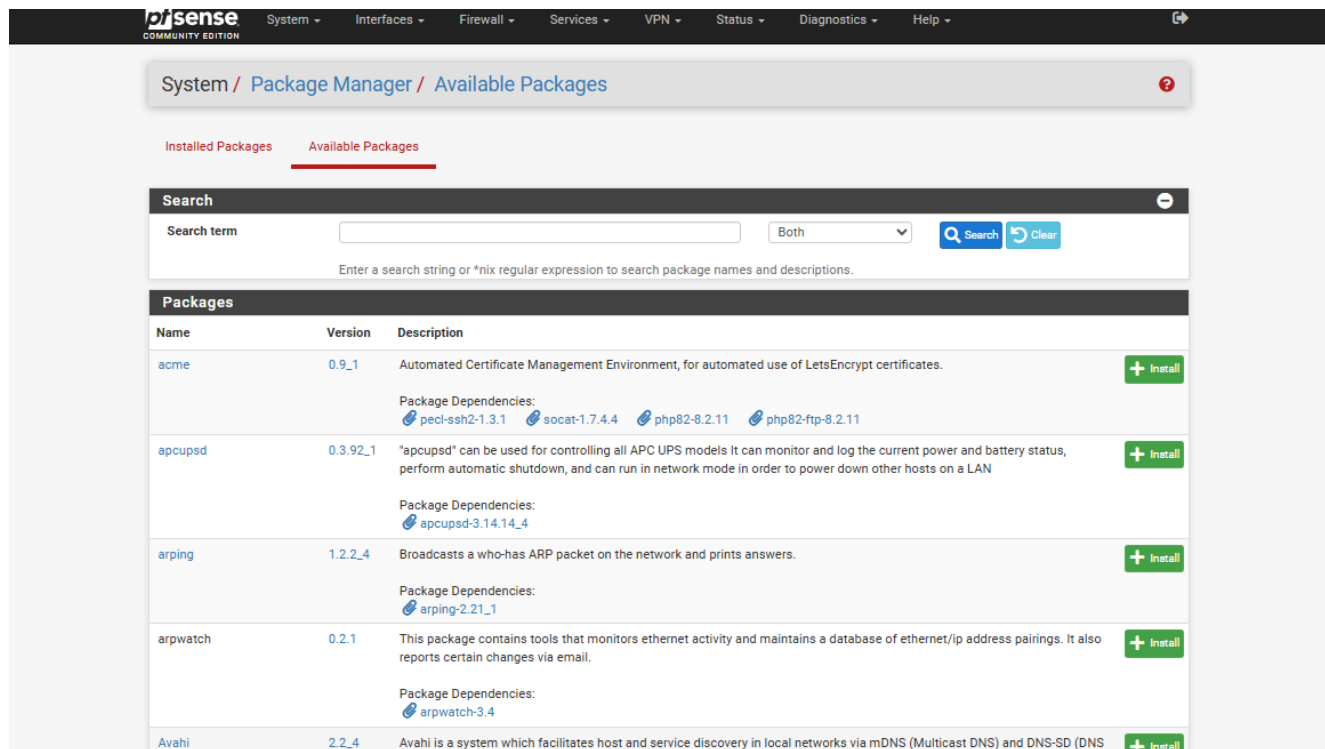 pfsense
COMMUNITY EDITION
System
Interfaces
Firewall
Services
VPN
Status
Diagnostics
Help
System / Package Manager / Available Packages
Installed Packages
Available Packages
Search
Search term
Both
Search
Clear
Enter a search string or *nix regular expression to search package names and descriptions.
Packages
Name Version Description
acme 0.9_1 Automated Certificate Management Environment, for automated use of LetsEncrypt certificates.
Install
Package Dependencies:
pecl-ssh2-1.3.1 socat-1.7.4.4 php82-8.2.11 php82-ftp-8.2.11
apcupsd 0.3.92_1 "apcupsd" can be used for controlling all APC UPS models It can monitor and log the current power and battery status,
perform automatic shutdown, and can run in network mode in order to power down other hosts on a LAN
Install
Package Dependencies:
apcupsd-3.14.14_4
arping 1.2.2_4 Broadcasts a who-has ARP packet on the network and prints answers.
Install
Package Dependencies:
arping-2.21_1
arpwatch 0.2.1 This package contains tools that monitors ethernet activity and maintains a database of ethernet/ip address pairings. It also
reports certain changes via email.
Install
Package Dependencies:
arpwatch-3.4
Avahi 2.2_4 Avahi is a system which facilitates host and service discovery in local networks via mDNS (Multicast DNS) and DNS-SD (DNS
Install